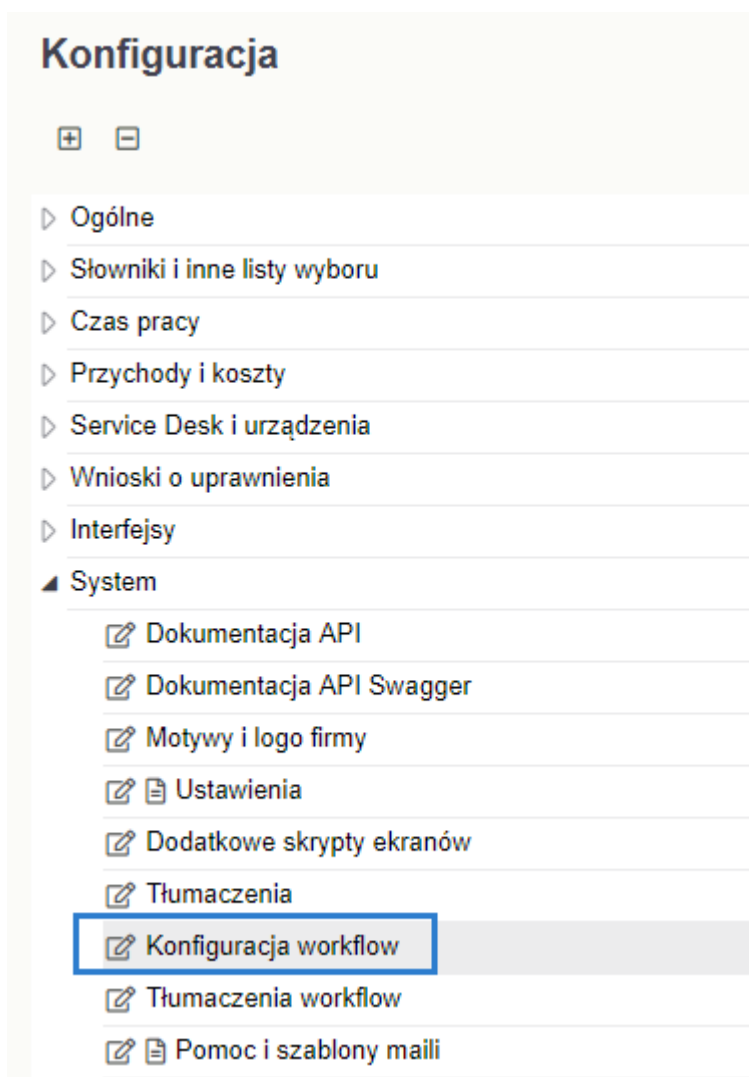 Konfiguracja
Ogólne
Słowniki i inne listy wyboru
Czas pracy
Przychody i koszty
Service Desk i urządzenia
Wnioski o uprawnienia
Interfejsy
System
Dokumentacja API
Dokumentacja API Swagger
Motywy i logo firmy
Ustawienia
Dodatkowe skrypty ekranów
Tłumaczenia
Konfiguracja workflow
Tłumaczenia workflow
Pomoc i szablony maili